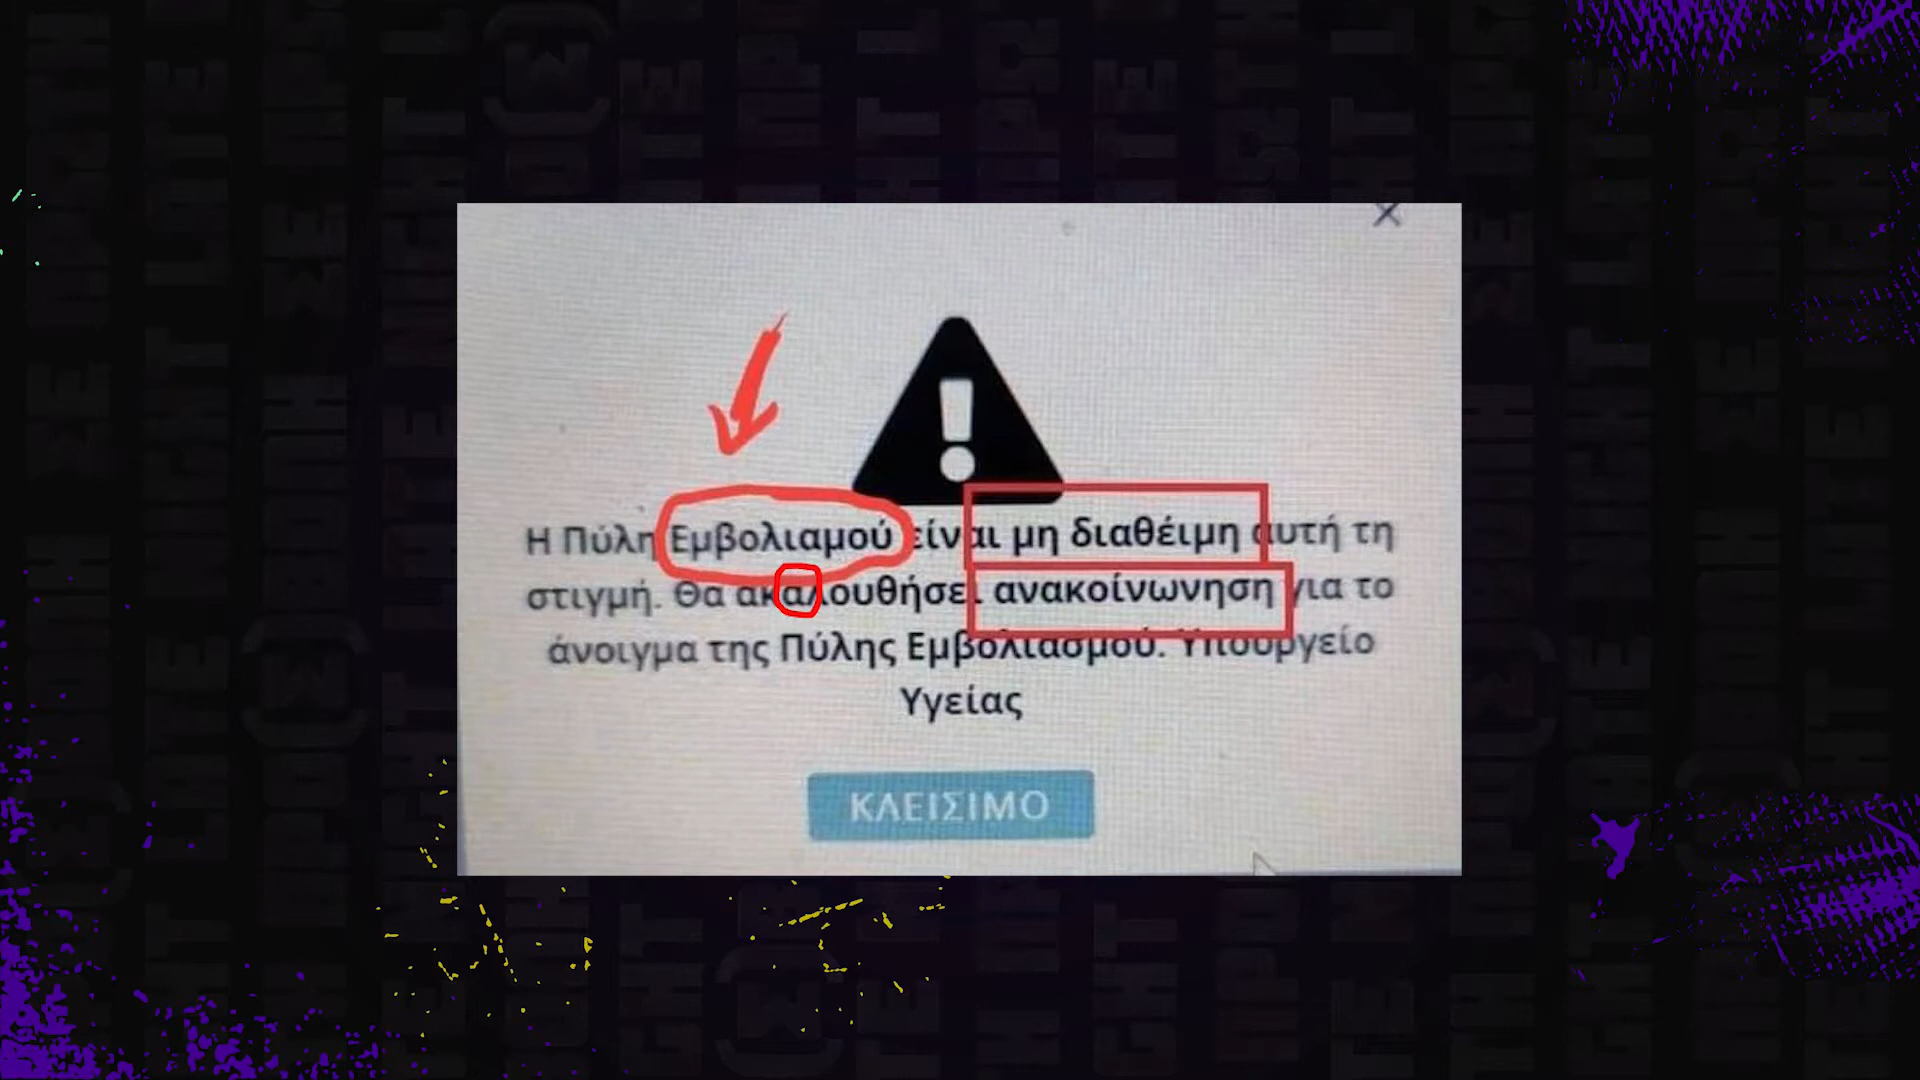 Η Πύλη Εμβολιαμού είναι μη διαθέιμη αυτή τη
στιγμή. Θα ακαλουθήσει ανακοίνωνηση για το
άνοιγμα της Πύλης Εμβολιασμού. Υπουργείο
Υγείας
ΚΛΕΙΣΙΜΟ